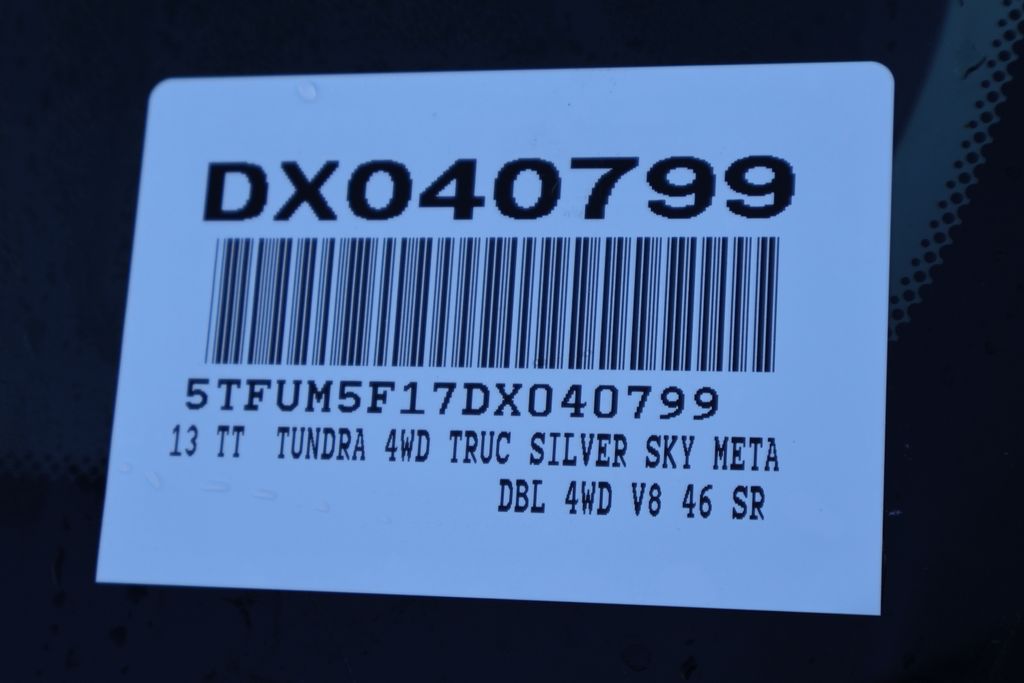 DX040799
5TFUM5F17DX040799
13 TT TUNDRA 4WD TRUC SILVER SKY META
DBL 4WD V8 46 SR